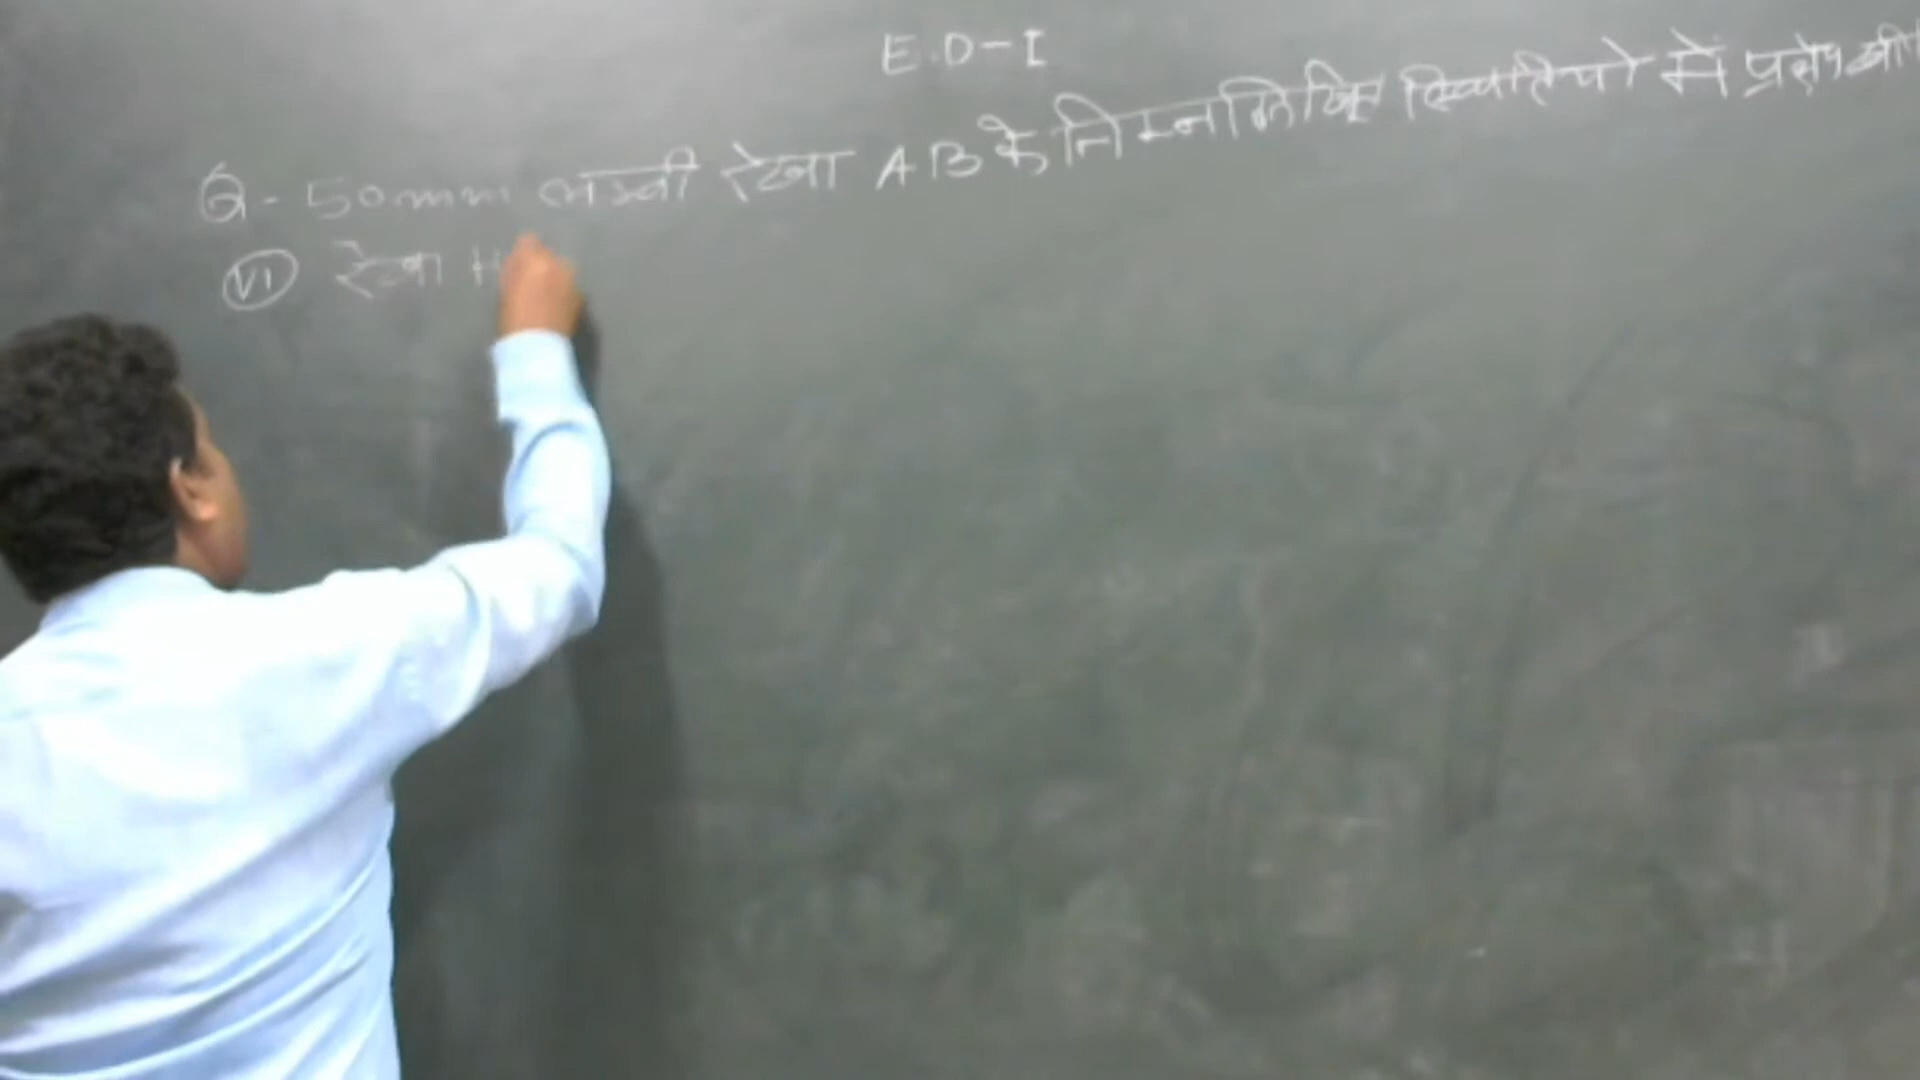 E.D-I
Q- 50mm लम्बी रेखा AB के निम्नलिखित स्थितियो में प्रक्षेप खी
VI रेखा H